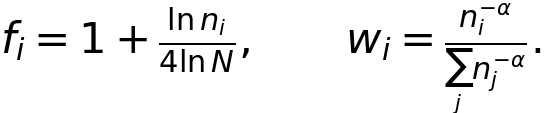 $f_i = 1 + \frac{\ln n_i}{4 \ln N}, \qquad w_i = \frac{n_i^{-\alpha}}{\sum_j n_j^{-\alpha}}.$